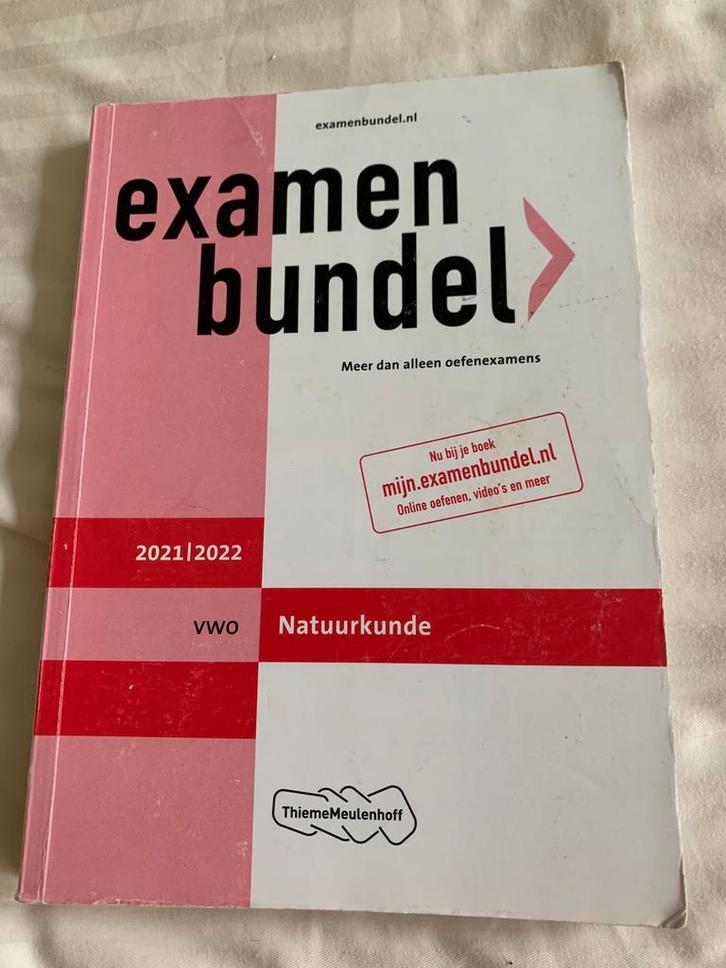 examenbundel.nl
examen
bundel
Meer dan alleen oefenexamens
Nu bij je boek
mijn.examenbundel.nl
Online oefenen, video's en meer
2021|2022
vwo
Natuurkunde
ThiemeMeulenhoff